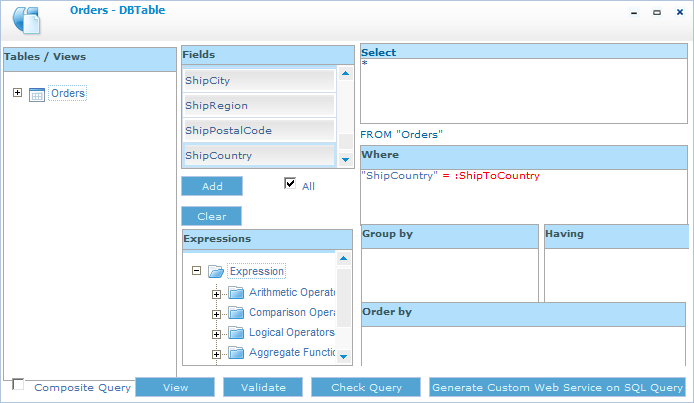 Orders - DBTable
Tables / Views
Orders
Fields
ShipCity
ShipRegion
ShipPostalCode
ShipCountry
Add
All
Clear
Expressions
Expression
Arithmetic Operato
Comparison Opera
Logical Operators
Aggregate Functio
Select
*
FROM "Orders"
Where
"ShipCountry" = :ShipToCountry
Group by
Having
Order by
Composite Query
View
Validate
Check Query
Generate Custom Web Service on SQL Query